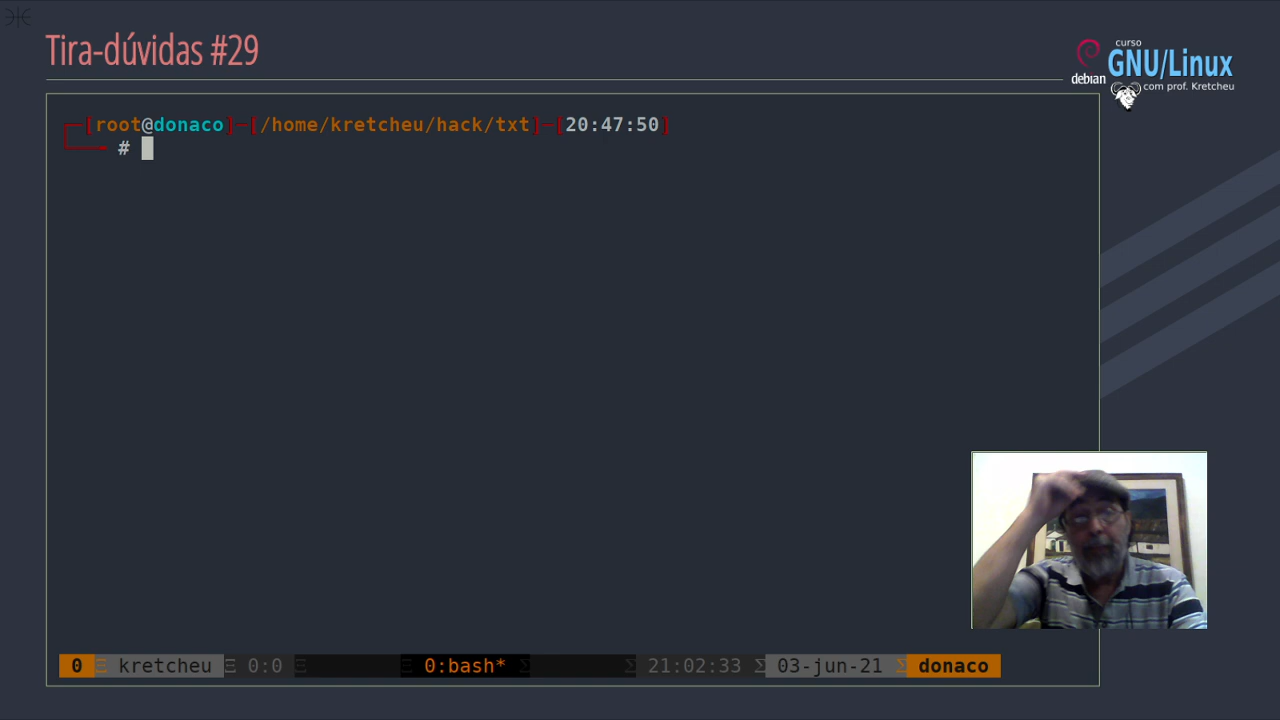 Tira-dúvidas #29
curso
GNU/Linux
debian
com prof. Kretcheu
[root@donaco]-[/home/kretcheu/hack/txt]-[20:47:50]
#
0 Ξ kretcheu Ξ 0:0 Ξ 0:bash* Σ Σ 21:02:33 Σ 03-jun-21 Σ donaco